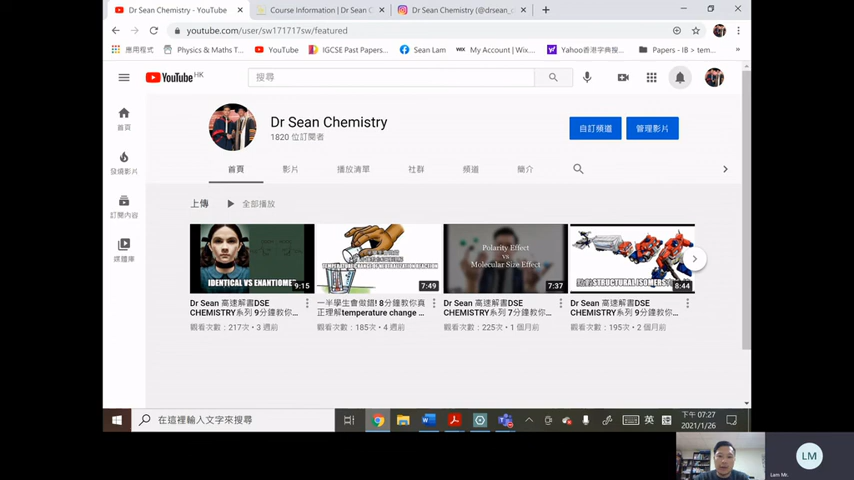 Dr Sean Chemistry - YouTube
Course Information | Dr Sean C
Dr Sean Chemistry (@drsean_c
youtube.com/user/sw171717sw/featured
應用程式
Physics & Maths T...
YouTube
IGCSE Past Papers...
Sean Lam
WIX My Account | Wix...
Yahoo香港字典搜...
Papers - IB > tem...
YouTube HK
搜尋
首頁
發燒影片
訂閱內容
媒體庫
Dr Sean Chemistry
1820 位訂閱者
自訂頻道
管理影片
首頁
影片
播放清單
社群
頻道
簡介
上傳
全部播放
IDENTICAL VS ENANTIOME
9:15
TEMPERATURE CHANGE OF NEUTRALIZATION REACTION
7:49
Polarity Effect
vs
Molecular Size Effect
7:37
STRUCTURAL ISOMERS
8:44
Dr Sean 高速解書DSE
CHEMISTRY系列 9分鐘教你...
觀看次數：217次 • 3 週前
一半學生會做錯! 8分鐘教你真
正理解temperature change ...
觀看次數：185次 • 4 週前
Dr Sean 高速解書DSE
CHEMISTRY系列 7分鐘教你...
觀看次數：225次 • 1 個月前
Dr Sean 高速解書DSE
CHEMISTRY系列 9分鐘教你...
觀看次數：195次 • 2 個月前
在這裡輸入文字來搜尋
英
下午 07:27
2021/1/26
LM
Lam Mr.